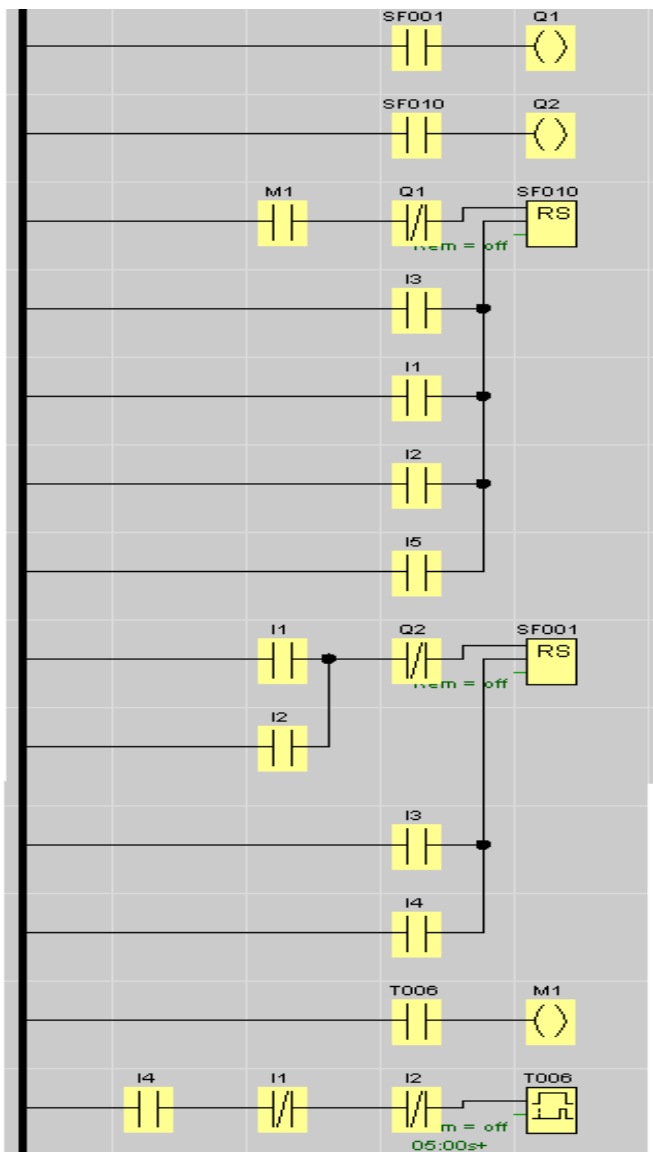 SF001 Q1
SF010 Q2
M1 Q1 SF010
RS
Rem = off
I3
I1
I2
I5
I1 Q2 SF001
RS
Rem = off
I2
I3
I4
T006 M1
I4 I1 I2 T006
m = off
05:00s+